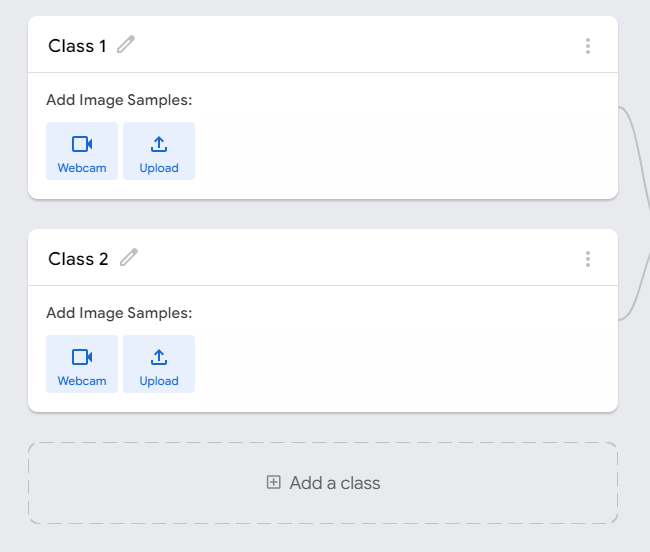 Class 1
Add Image Samples:
Webcam Upload
Class 2
Add Image Samples:
Webcam Upload
Add a class